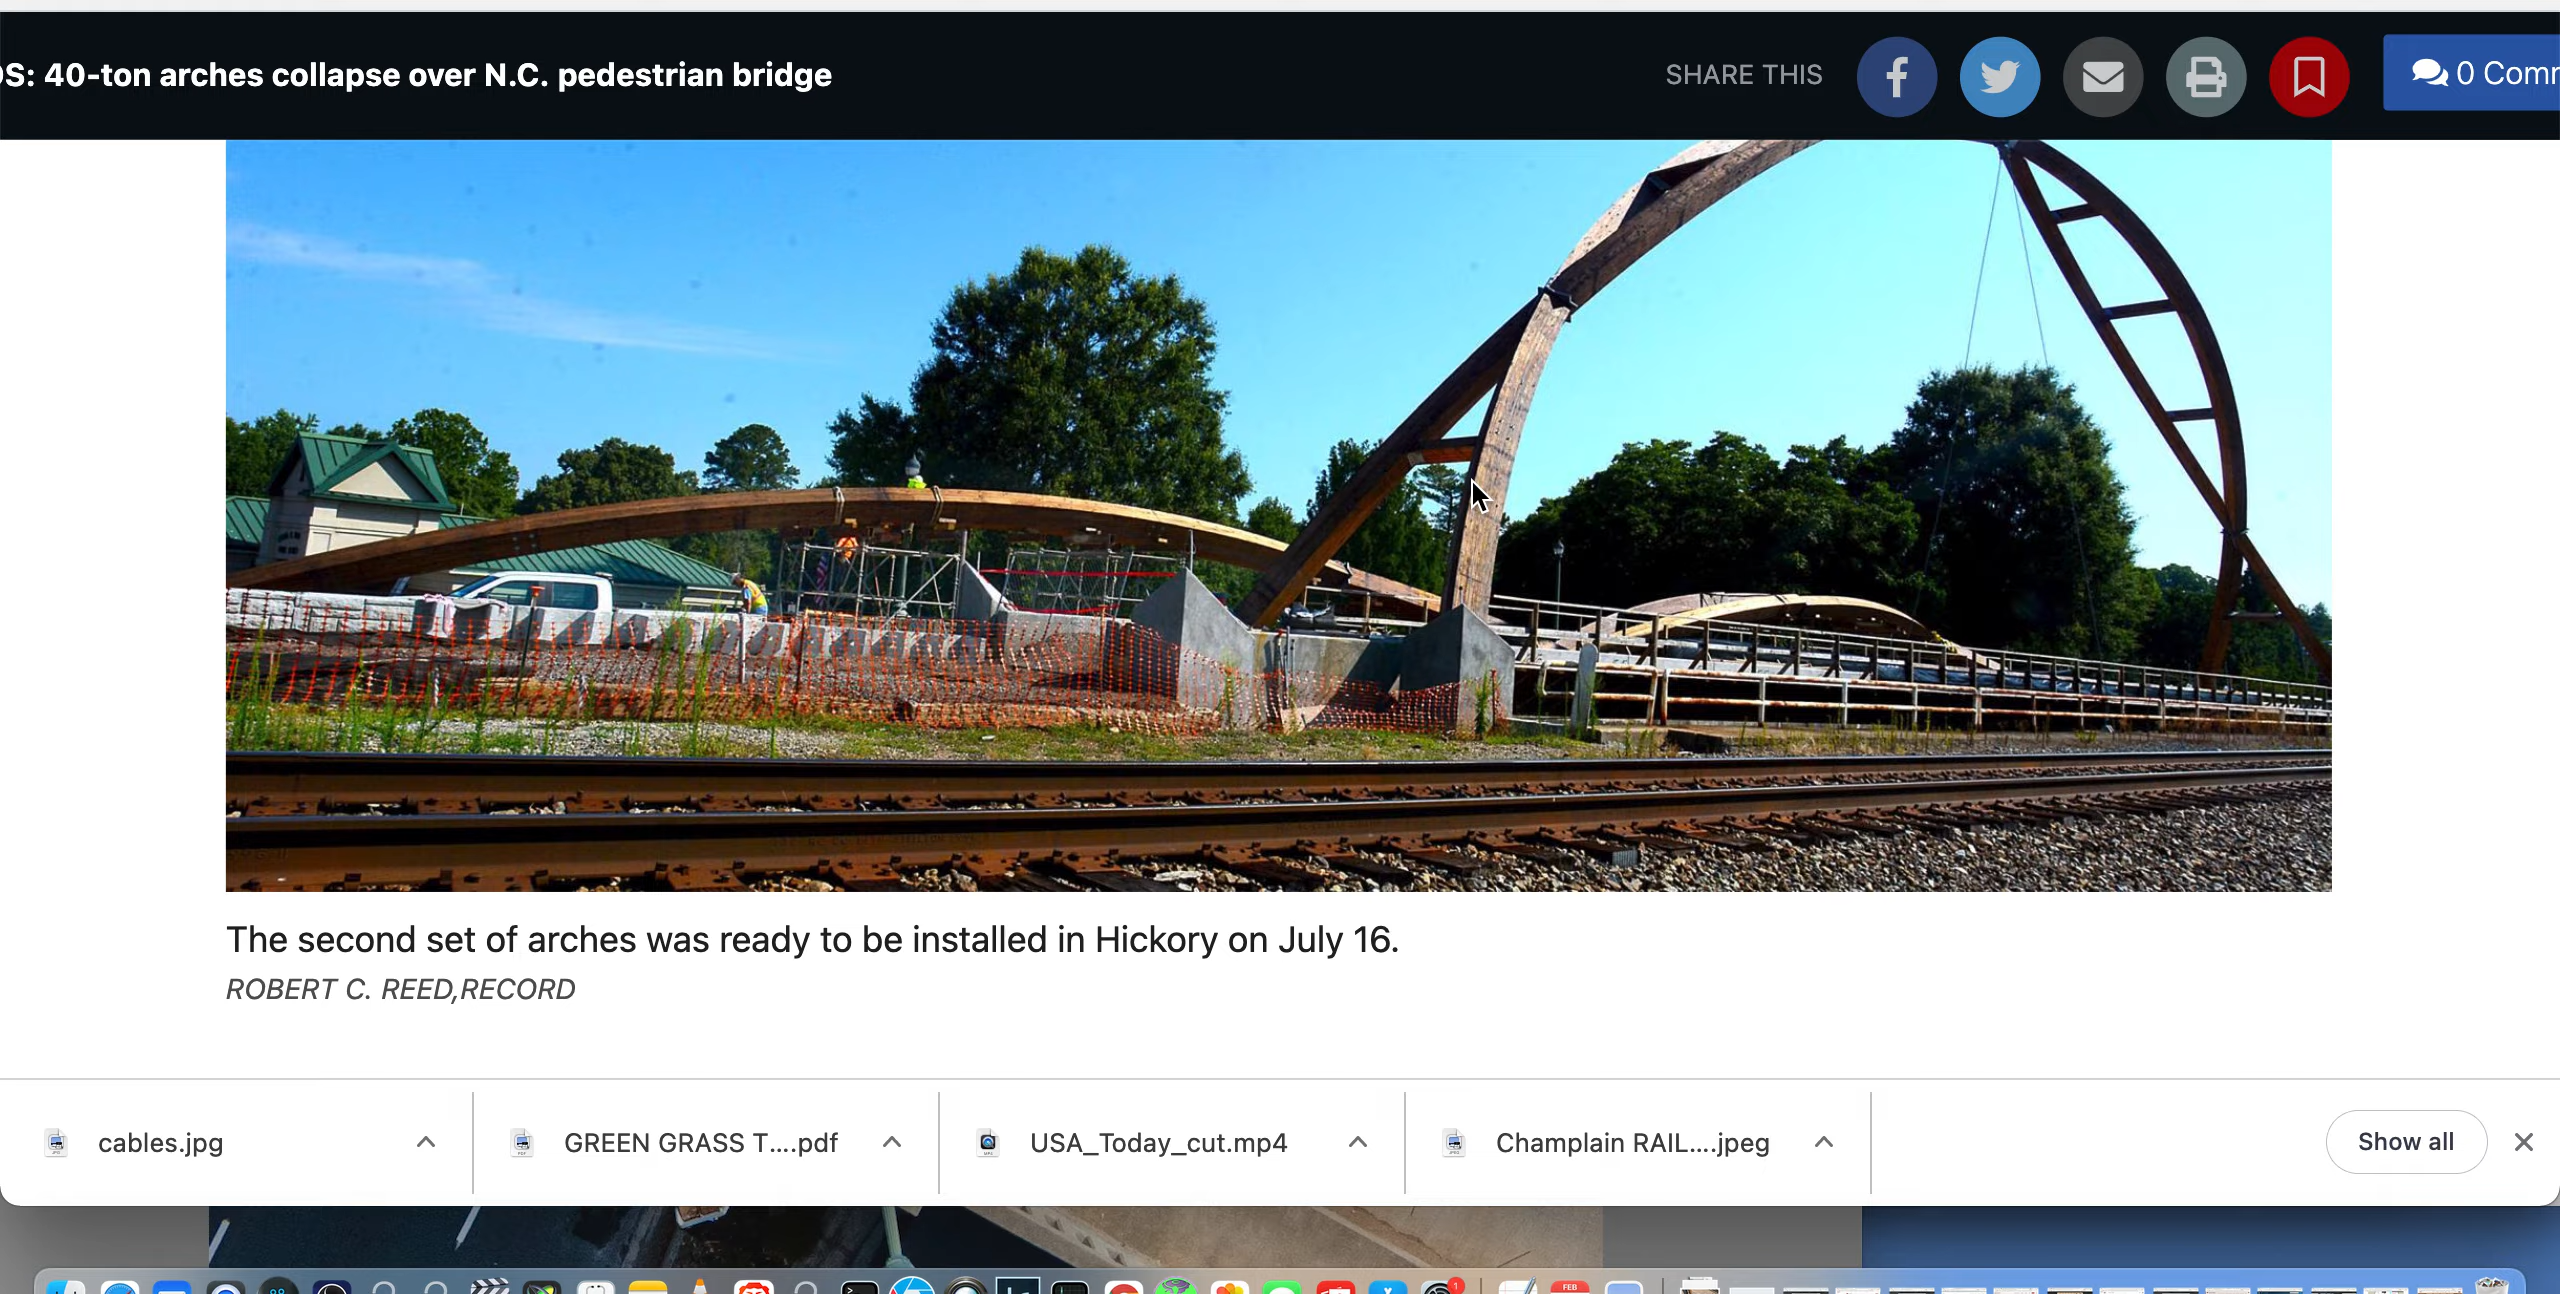 S: 40-ton arches collapse over N.C. pedestrian bridge
SHARE THIS
0 Comm
The second set of arches was ready to be installed in Hickory on July 16.
ROBERT C. REED,RECORD
cables.jpg
GREEN GRASS T....pdf
USA_Today_cut.mp4
Champlain RAIL....jpeg
Show all
1
FEB